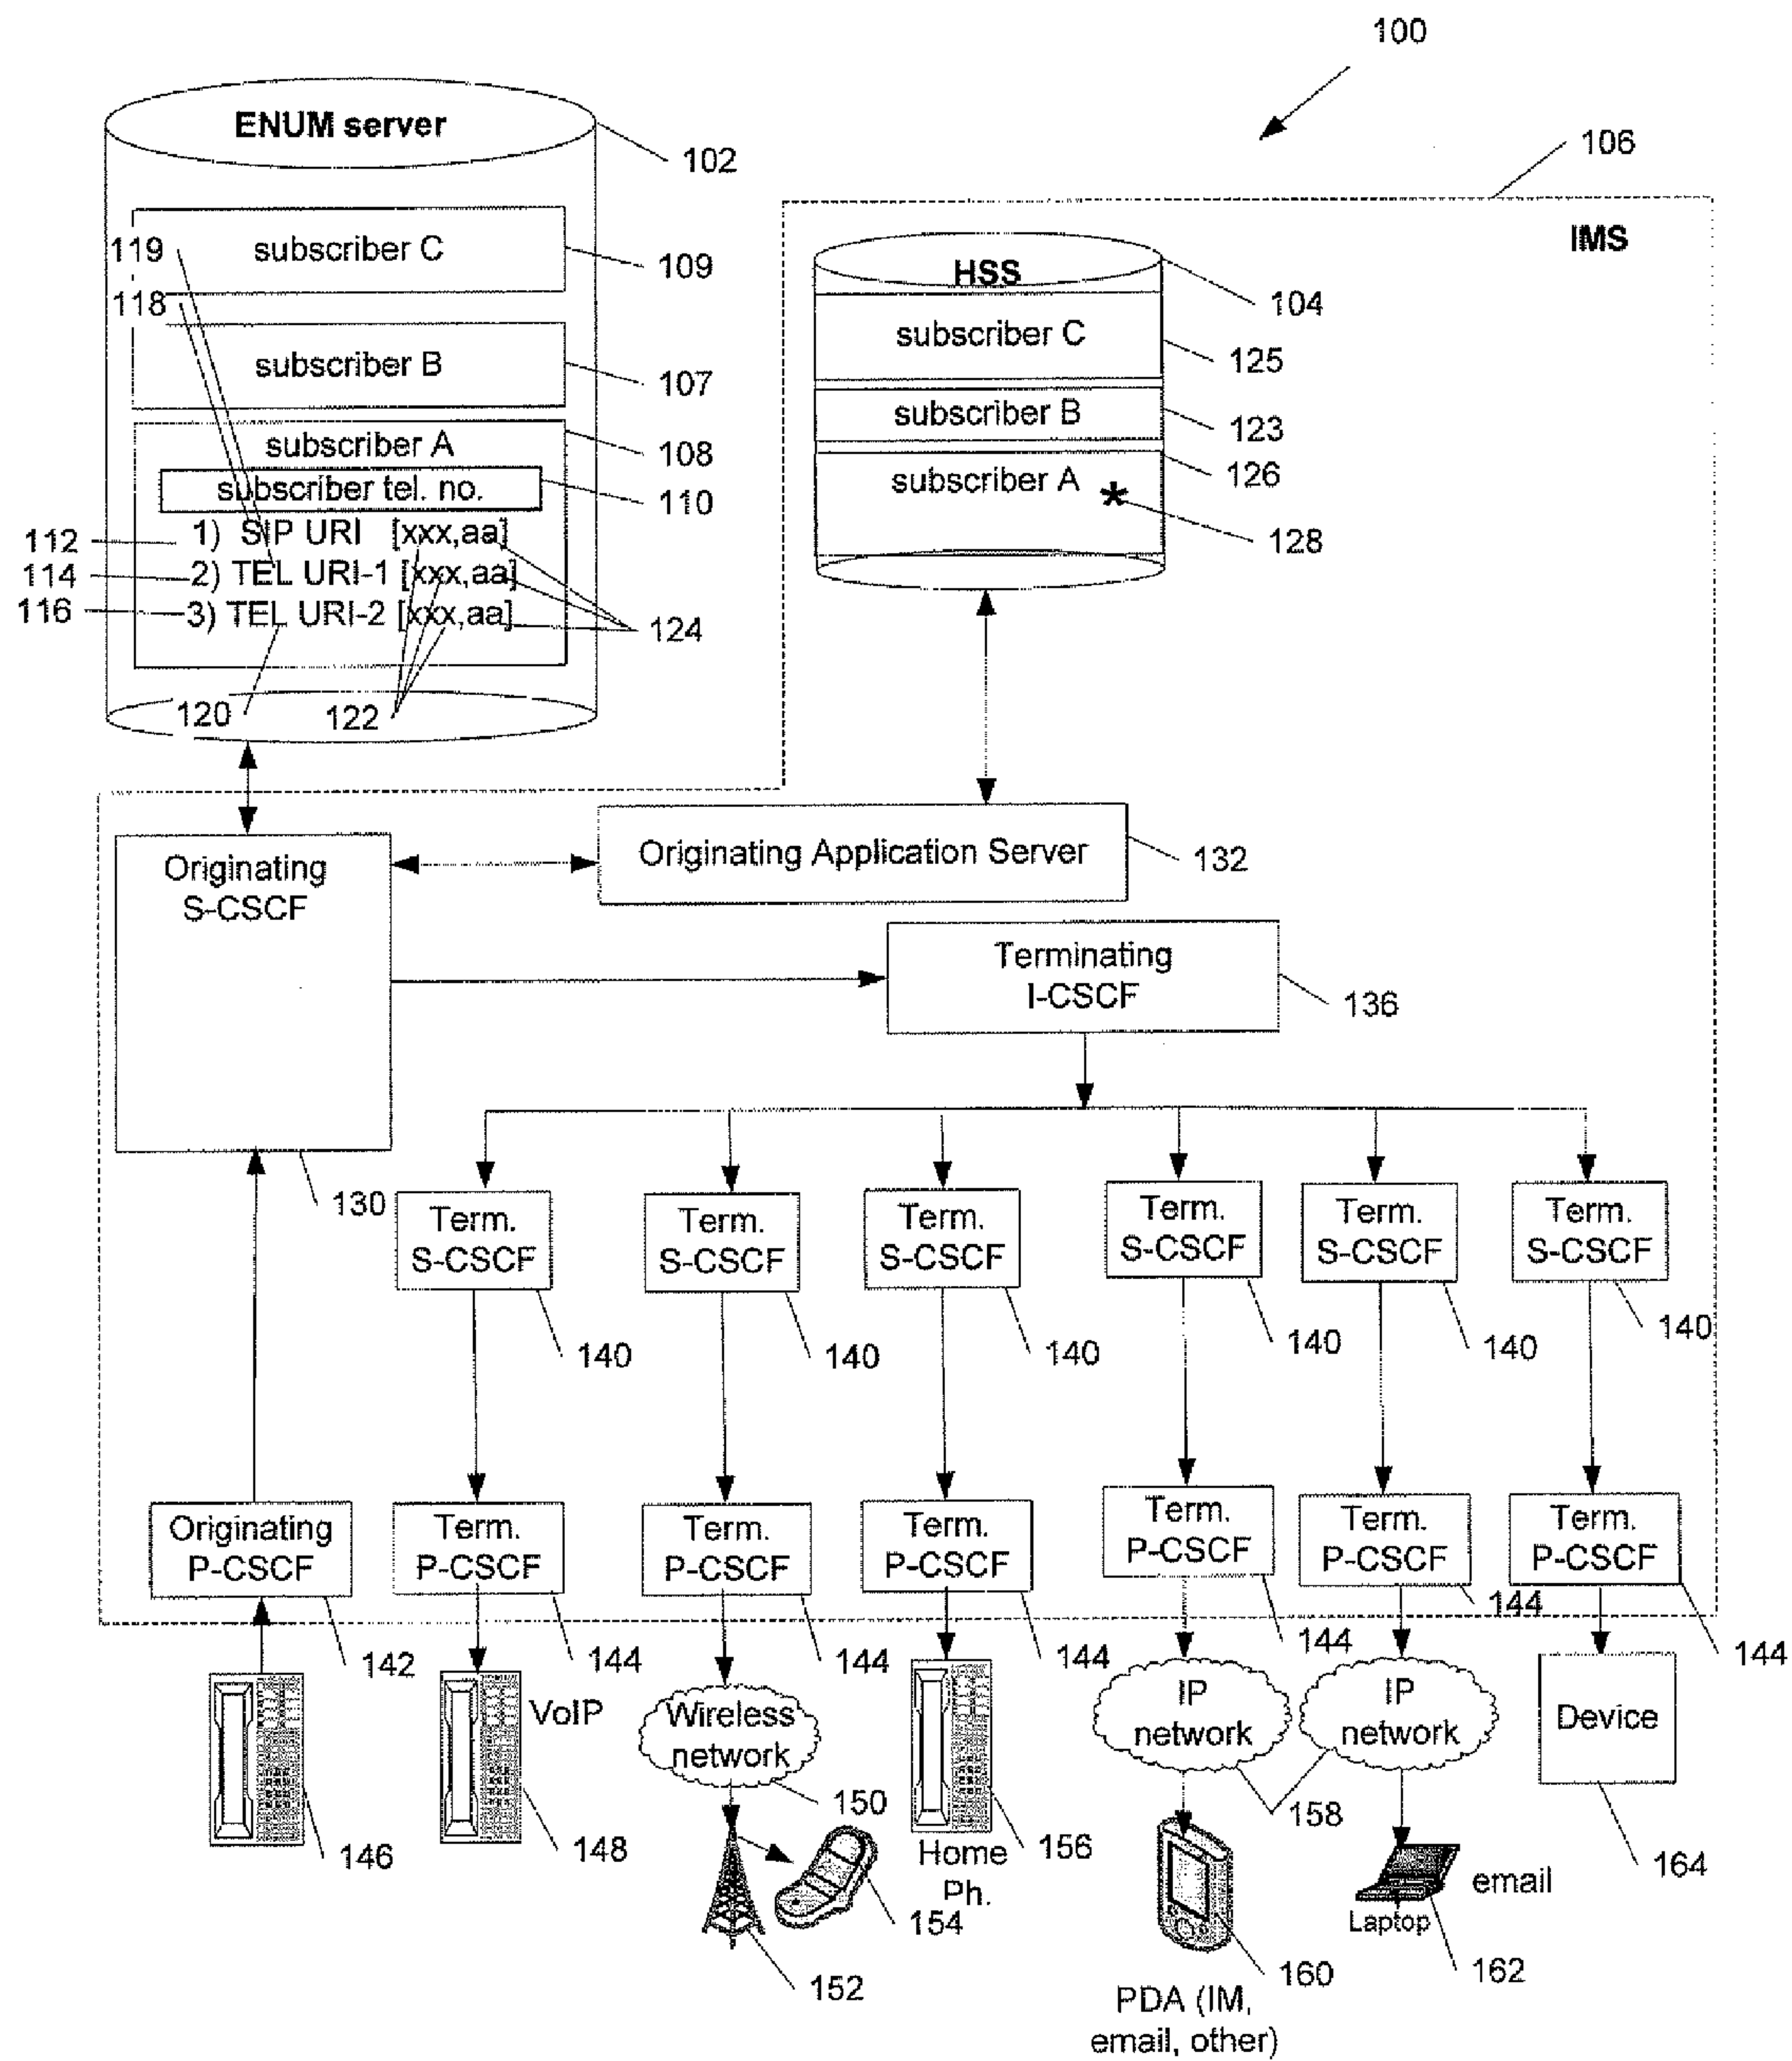 100
ENUM server
102
106
IMS
119
subscriber C
109
118
HSS
104
subscriber C
125
subscriber B
107
subscriber B
123
subscriber A
108
126
subscriber A
*
128
subscriber tel. no.
110
112
1) SIP URI [xxx,aa]
114
2) TEL URI-1 [xxx,aa]
116
3) TEL URI-2 [xxx,aa]
124
120
122
Originating
S-CSCF
Originating Application Server
132
Terminating
I-CSCF
136
130
Term.
S-CSCF
Term.
S-CSCF
Term.
S-CSCF
Term.
S-CSCF
Term.
S-CSCF
Term.
S-CSCF
140
140
140
140
140
140
Originating
P-CSCF
Term.
P-CSCF
Term.
P-CSCF
Term.
P-CSCF
Term.
P-CSCF
Term.
P-CSCF
Term.
P-CSCF
142
144
144
144
144
144
144
VoIP
Wireless
network
IP
network
IP
network
Device
146
148
150
156
158
164
Home
Ph.
154
152
160
email
Laptop
162
PDA (IM,
email, other)